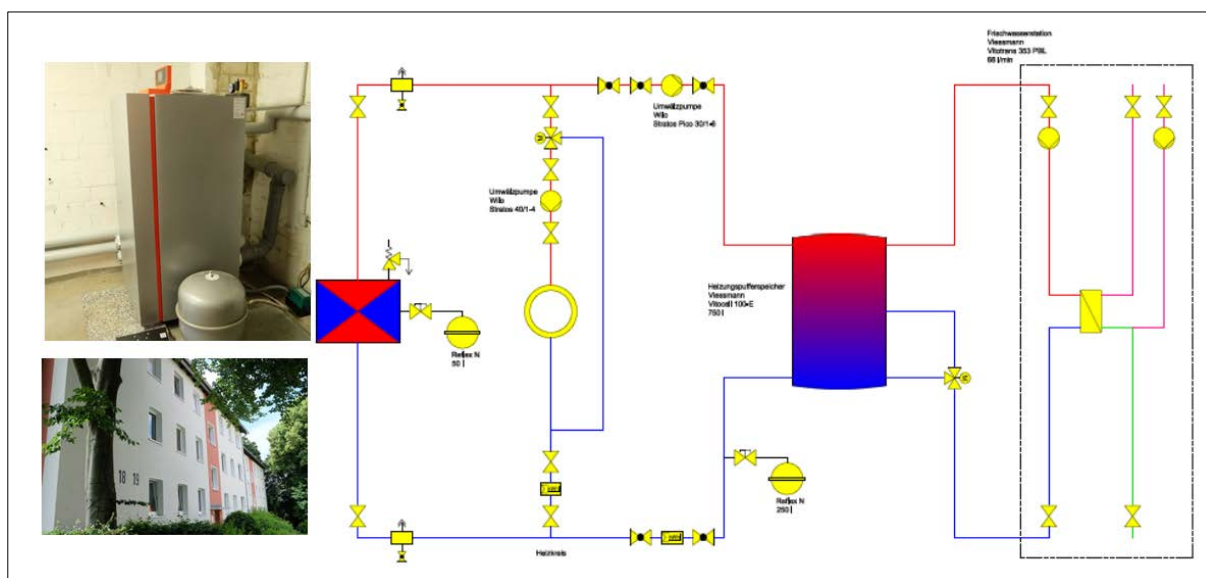 Frischwasserstation
Viessmann
Vitotrans 353 PBL
68 l/min
Umwälzpumpe
Wilo
Stratos Pico 30/1-6
Umwälzpumpe
Wilo
Stratos 40/1-4
M
Heizungspufferspeicher
Viessmann
Vitocell 100-E
750 l
Reflex N
50 l
M
18 19
Reflex N
250 l
Heizkreis